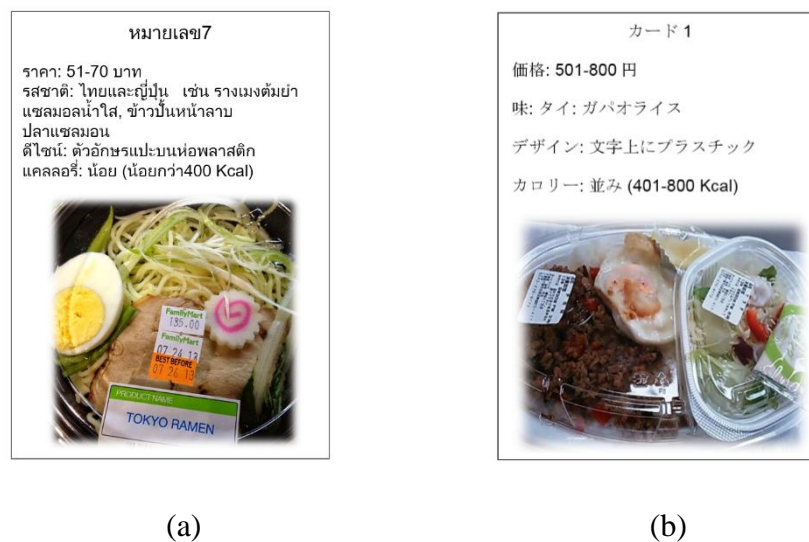 หมายเลข7
ราคา: 51-70 บาท
รสชาติ: ไทยและญี่ปุ่น เช่น รางเมงต้มยำ
แซลมอลน้ำใส, ข้าวปั้นหน้าลาบ
ปลาแซลมอน
ดีไซน์: ตัวอักษรแปะบนห่อพลาสติก
แคลลอรี่: น้อย (น้อยกว่า400 Kcal)
FamilyMart
185.00
FamilyMart
07 24 13
BEST BEFORE
07 26 13
PRODUCT NAME
TOKYO RAMEN
(a)
カード 1
価格: 501-800 円
味: タイ: ガパオライス
デザイン: 文字上にプラスチック
カロリー: 並み (401-800 Kcal)
(b)